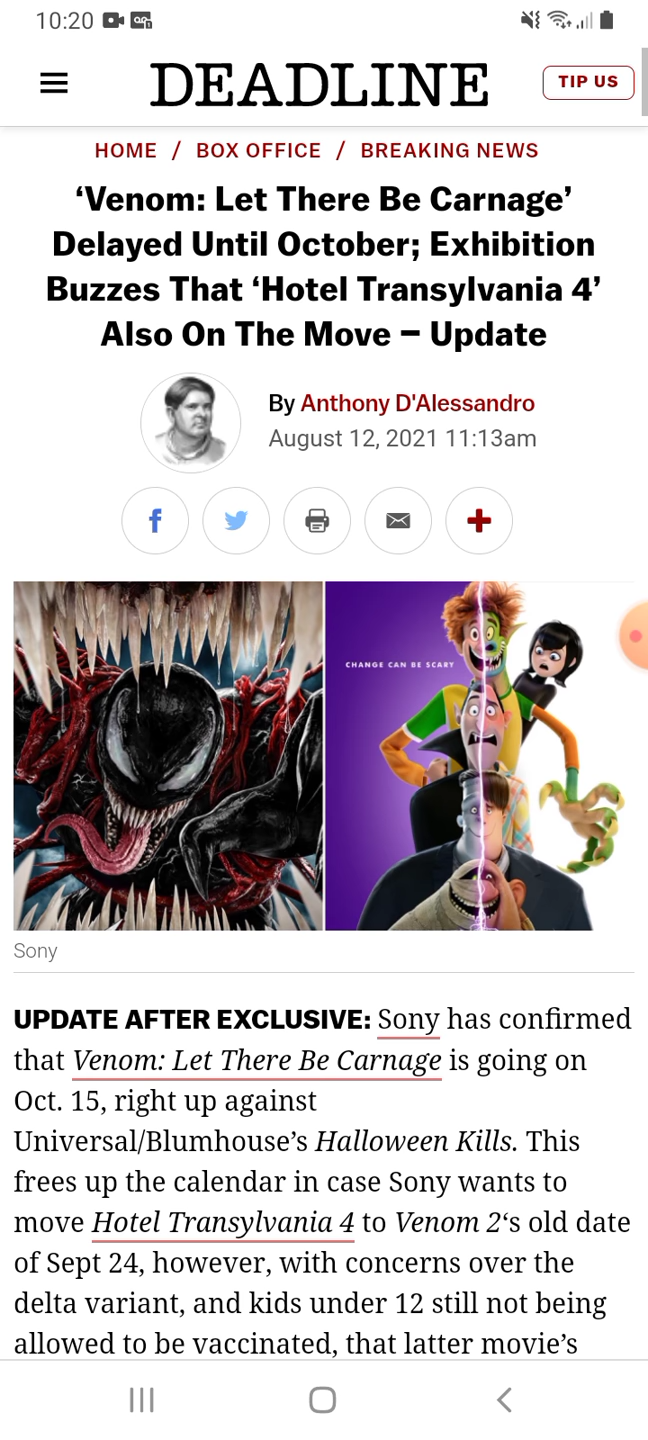 10:20
DEADLINE
TIP US
HOME / BOX OFFICE / BREAKING NEWS
‘Venom: Let There Be Carnage’
Delayed Until October; Exhibition
Buzzes That ‘Hotel Transylvania 4’
Also On The Move – Update
By Anthony D'Alessandro
August 12, 2021 11:13am
CHANGE CAN BE SCARY
Sony
UPDATE AFTER EXCLUSIVE: Sony has confirmed
that Venom: Let There Be Carnage is going on
Oct. 15, right up against
Universal/Blumhouse’s Halloween Kills. This
frees up the calendar in case Sony wants to
move Hotel Transylvania 4 to Venom 2‘s old date
of Sept 24, however, with concerns over the
delta variant, and kids under 12 still not being
allowed to be vaccinated, that latter movie’s